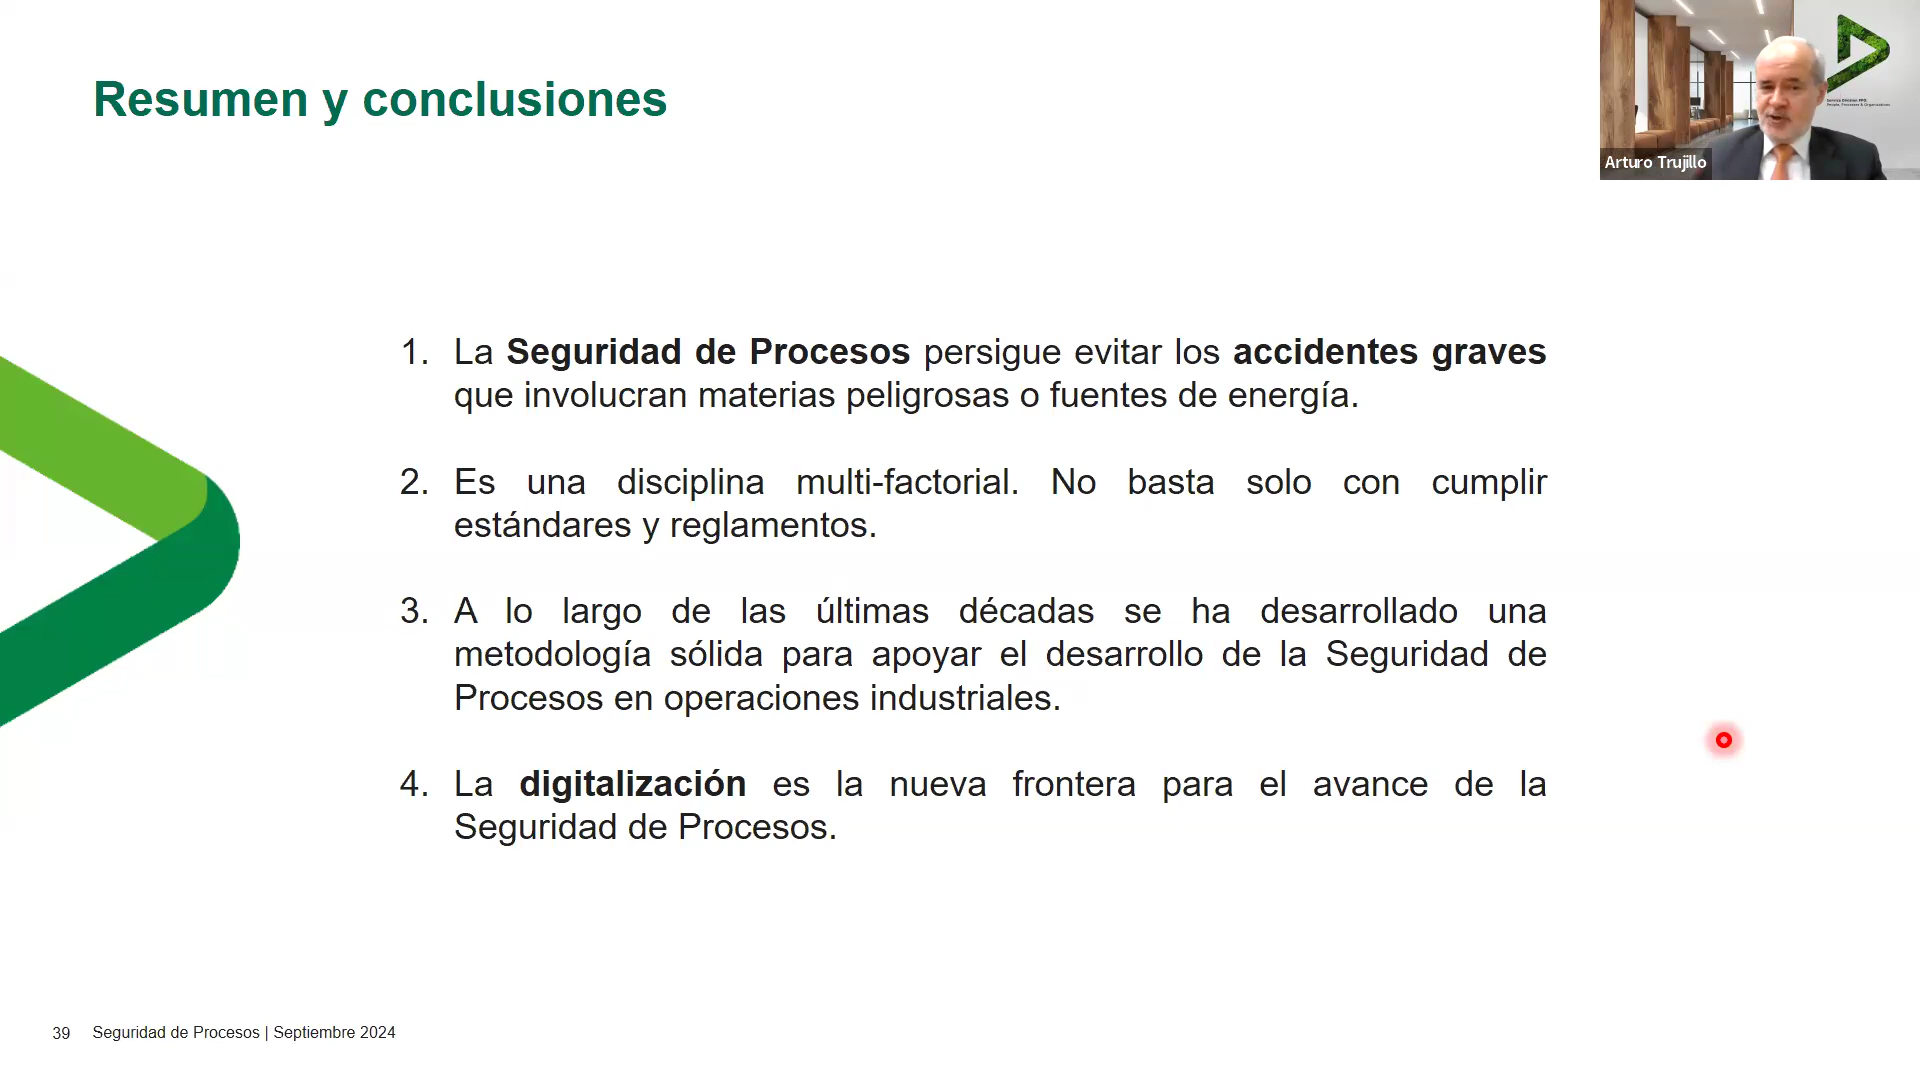 Resumen y conclusiones
Arturo Trujillo
1. La Seguridad de Procesos persigue evitar los accidentes graves
que involucran materias peligrosas o fuentes de energía.
2. Es una disciplina multi-factorial. No basta solo con cumplir
estándares y reglamentos.
3. A lo largo de las últimas décadas se ha desarrollado una
metodología sólida para apoyar el desarrollo de la Seguridad de
Procesos en operaciones industriales.
4. La digitalización es la nueva frontera para el avance de la
Seguridad de Procesos.
39 Seguridad de Procesos | Septiembre 2024